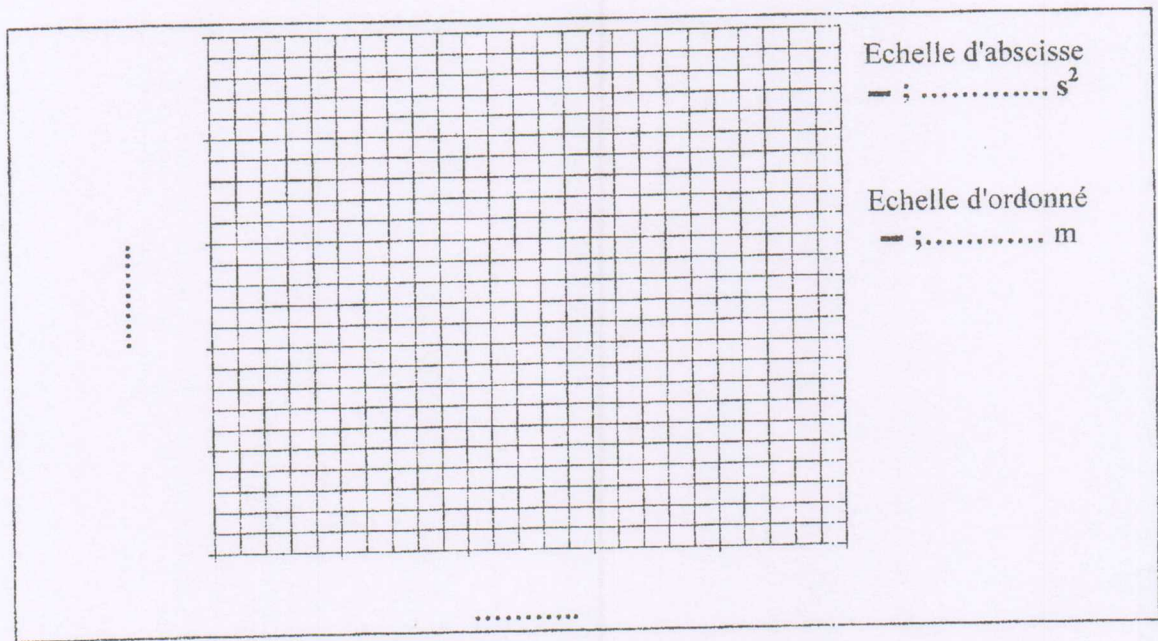 Echelle d'abscisse
– ; ............. s²
Echelle d'ordonné
– ;............ m
..........
...........